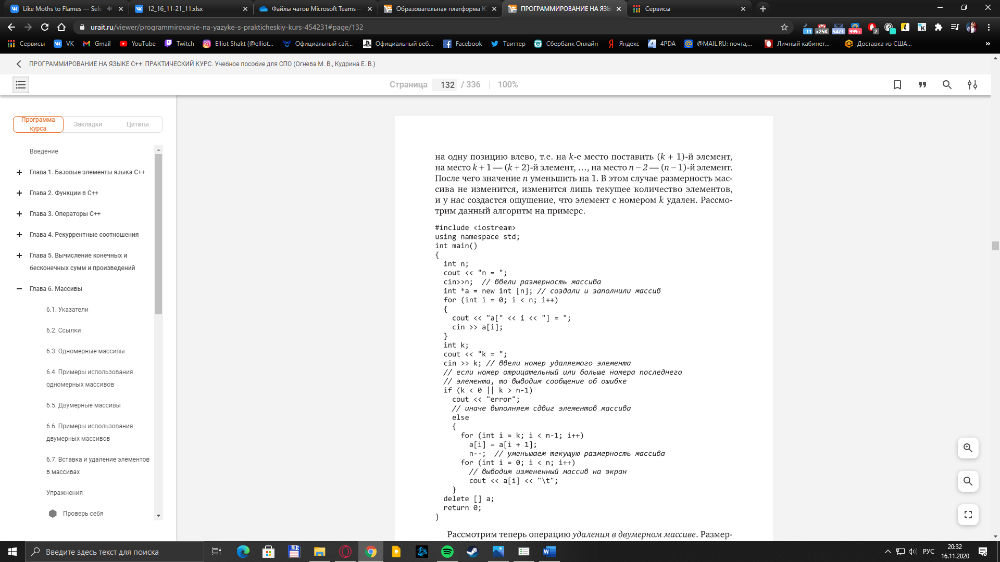 Like Moths to Flames — Sele
12_16_11-21_11.xlsx
Файлы чатов Microsoft Teams —
Образовательная платформа Ю
ПРОГРАММИРОВАНИЕ НА ЯЗЫ
Сервисы
urait.ru/viewer/programmirovanie-na-yazyke-s-prakticheskiy-kurs-454231#page/132
-11
>25K
5473
999+
2
Сервисы
VK
Gmail
YouTube
Twitch
Elliot Shakt (@elliot...
Официальный сай...
Официальный веб...
Facebook
Твиттер
Сбербанк Онлайн
Яндекс
4PDA
@MAIL.RU: почта,...
Личный кабинет...
Доставка из США...
»
ПРОГРАММИРОВАНИЕ НА ЯЗЫКЕ С++: ПРАКТИЧЕСКИЙ КУРС. Учебное пособие для СПО (Огнева М. В., Кудрина Е. В.)
Страница 132 / 336 100%
Программа
курса
Закладки
Цитаты
Введение
Глава 1. Базовые элементы языка С++
Глава 2. Функции в С++
Глава 3. Операторы С++
Глава 4. Рекуррентные соотношения
Глава 5. Вычисление конечных и
бесконечных сумм и произведений
Глава 6. Массивы
6.1. Указатели
6.2. Ссылки
6.3. Одномерные массивы
6.4. Примеры использования
одномерных массивов
6.5. Двумерные массивы
6.6. Примеры использования
двумерных массивов
6.7. Вставка и удаление элементов
в массивах
Упражнения
Проверь себя
на одну позицию влево, т.е. на k-е место поставить (k + 1)-й элемент,
на место k + 1 — (k + 2)-й элемент, …, на место n – 2 — (n – 1)-й элемент.
После чего значение n уменьшить на 1. В этом случае размерность мас-
сива не изменится, изменится лишь текущее количество элементов,
и у нас создастся ощущение, что элемент с номером k удален. Рассмо-
трим данный алгоритм на примере.
#include <iostream>
using namespace std;
int main()
{
int n;
cout << "n = ";
cin>>n; // ввели размерность массива
int *a = new int [n]; // создали и заполнили массив
for (int i = 0; i < n; i++)
{
cout << "a[" << i << "] = ";
cin >> a[i];
}
int k;
cout << "k = ";
cin >> k; // ввели номер удаляемого элемента
// если номер отрицательный или больше номера последнего
// элемента, то выводим сообщение об ошибке
if (k < 0 || k > n-1)
cout << "error";
// иначе выполняем сдвиг элементов массива
else
{
for (int i = k; i < n-1; i++)
a[i] = a[i + 1];
n--; // уменьшаем текущую размерность массива
for (int i = 0; i < n; i++)
// выводим измененный массив на экран
cout << a[i] << "\t";
}
delete [] a;
return 0;
}
Рассмотрим теперь операцию удаления в двумерном массиве. Размер-
Введите здесь текст для поиска
РУС
20:32
16.11.2020